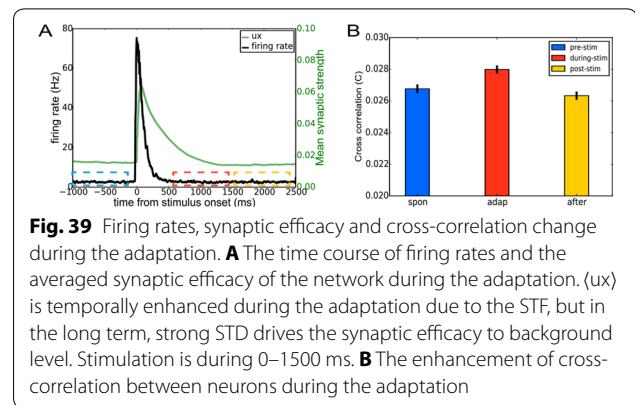 A
ux
firing rate
80
60
40
20
firing rate (Hz)
0.10
0.08
0.06
0.04
0.02
0.00
Mean synaptic strength
−1000 −500 0 500 1000 1500 2000 2500
time from stimulus onset (ms)
B
pre-stim
during-stim
post-stim
0.030
0.028
0.026
0.024
0.022
0.020
Cross correlation (C)
spon adap after
Fig. 39 Firing rates, synaptic efficacy and cross-correlation change
during the adaptation. A The time course of firing rates and the
averaged synaptic efficacy of the network during the adaptation. ⟨ux⟩
is temporally enhanced during the adaptation due to the STF, but in
the long term, strong STD drives the synaptic efficacy to background
level. Stimulation is during 0–1500 ms. B The enhancement of cross-
correlation between neurons during the adaptation